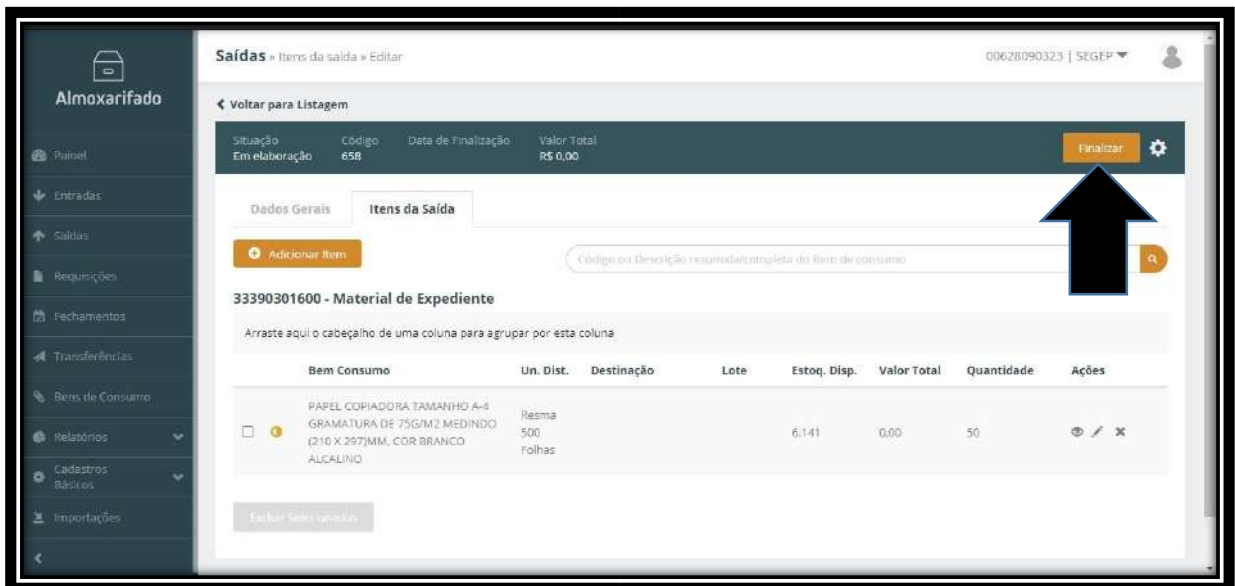 Saídas » Itens da saída » Editar
00628090323 | SEGEP
Almoxarifado
Voltar para Listagem
Situação Código Data de Finalização Valor Total
Em elaboração 658 R$ 0,00
Finalizar
Painel
Entradas
Saídas
Requisições
Fechamentos
Transferências
Bens de Consumo
Relatórios
Cadastros
Básicos
Importações
Dados Gerais Itens da Saída
Adicionar Item
Código ou Descrição resumida/completa do Bem de consumo
33390301600 - Material de Expediente
Arraste aqui o cabeçalho de uma coluna para agrupar por esta coluna
Bem Consumo Un. Dist. Destinação Lote Estoq. Disp. Valor Total Quantidade Ações
PAPEL COPIADORA TAMANHO A-4
GRAMATURA DE 75G/M2 MEDINDO
(210 X 297)MM, COR BRANCO
ALCALINO
Resma
500
Folhas
6.141 0,00 50
Excluir Selecionados